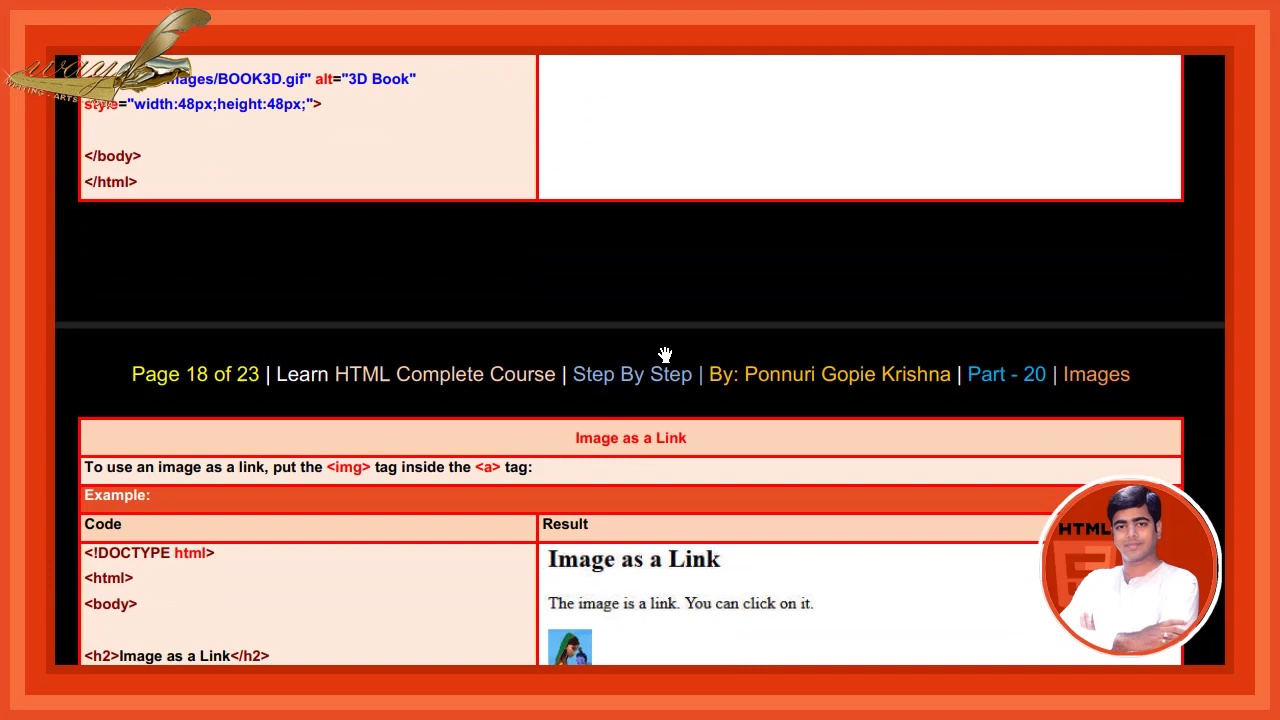 mages/BOOK3D.gif" alt="3D Book"
style="width:48px;height:48px;">
</body>
</html>
Page 18 of 23 | Learn HTML Complete Course | Step By Step | By: Ponnuri Gopie Krishna | Part - 20 | Images
Image as a Link
To use an image as a link, put the <img> tag inside the <a> tag:
Example:
Code
Result
<!DOCTYPE html>
<html>
<body>
<h2>Image as a Link</h2>
Image as a Link
The image is a link. You can click on it.
HTML